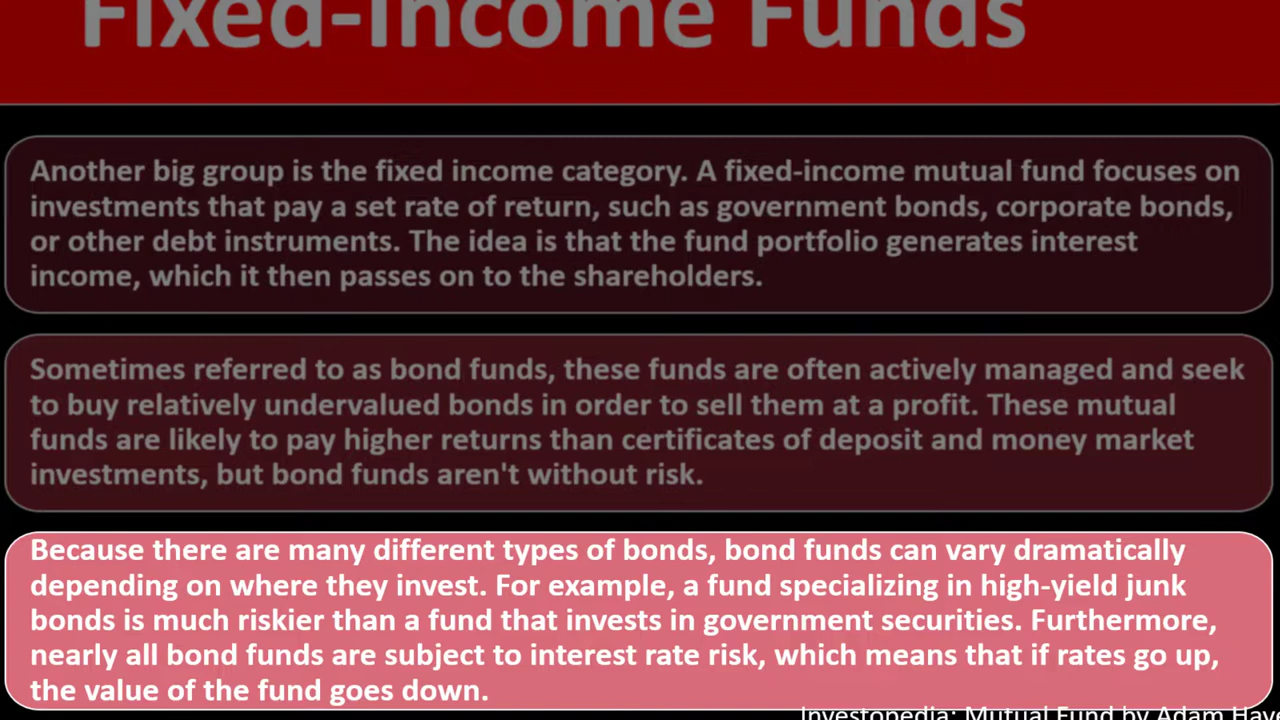 Fixed-Income Funds
Another big group is the fixed income category. A fixed-income mutual fund focuses on
investments that pay a set rate of return, such as government bonds, corporate bonds,
or other debt instruments. The idea is that the fund portfolio generates interest
income, which it then passes on to the shareholders.
Sometimes referred to as bond funds, these funds are often actively managed and seek
to buy relatively undervalued bonds in order to sell them at a profit. These mutual
funds are likely to pay higher returns than certificates of deposit and money market
investments, but bond funds aren't without risk.
Because there are many different types of bonds, bond funds can vary dramatically
depending on where they invest. For example, a fund specializing in high-yield junk
bonds is much riskier than a fund that invests in government securities. Furthermore,
nearly all bond funds are subject to interest rate risk, which means that if rates go up,
the value of the fund goes down.
Investopedia: Mutual Fund by Adam